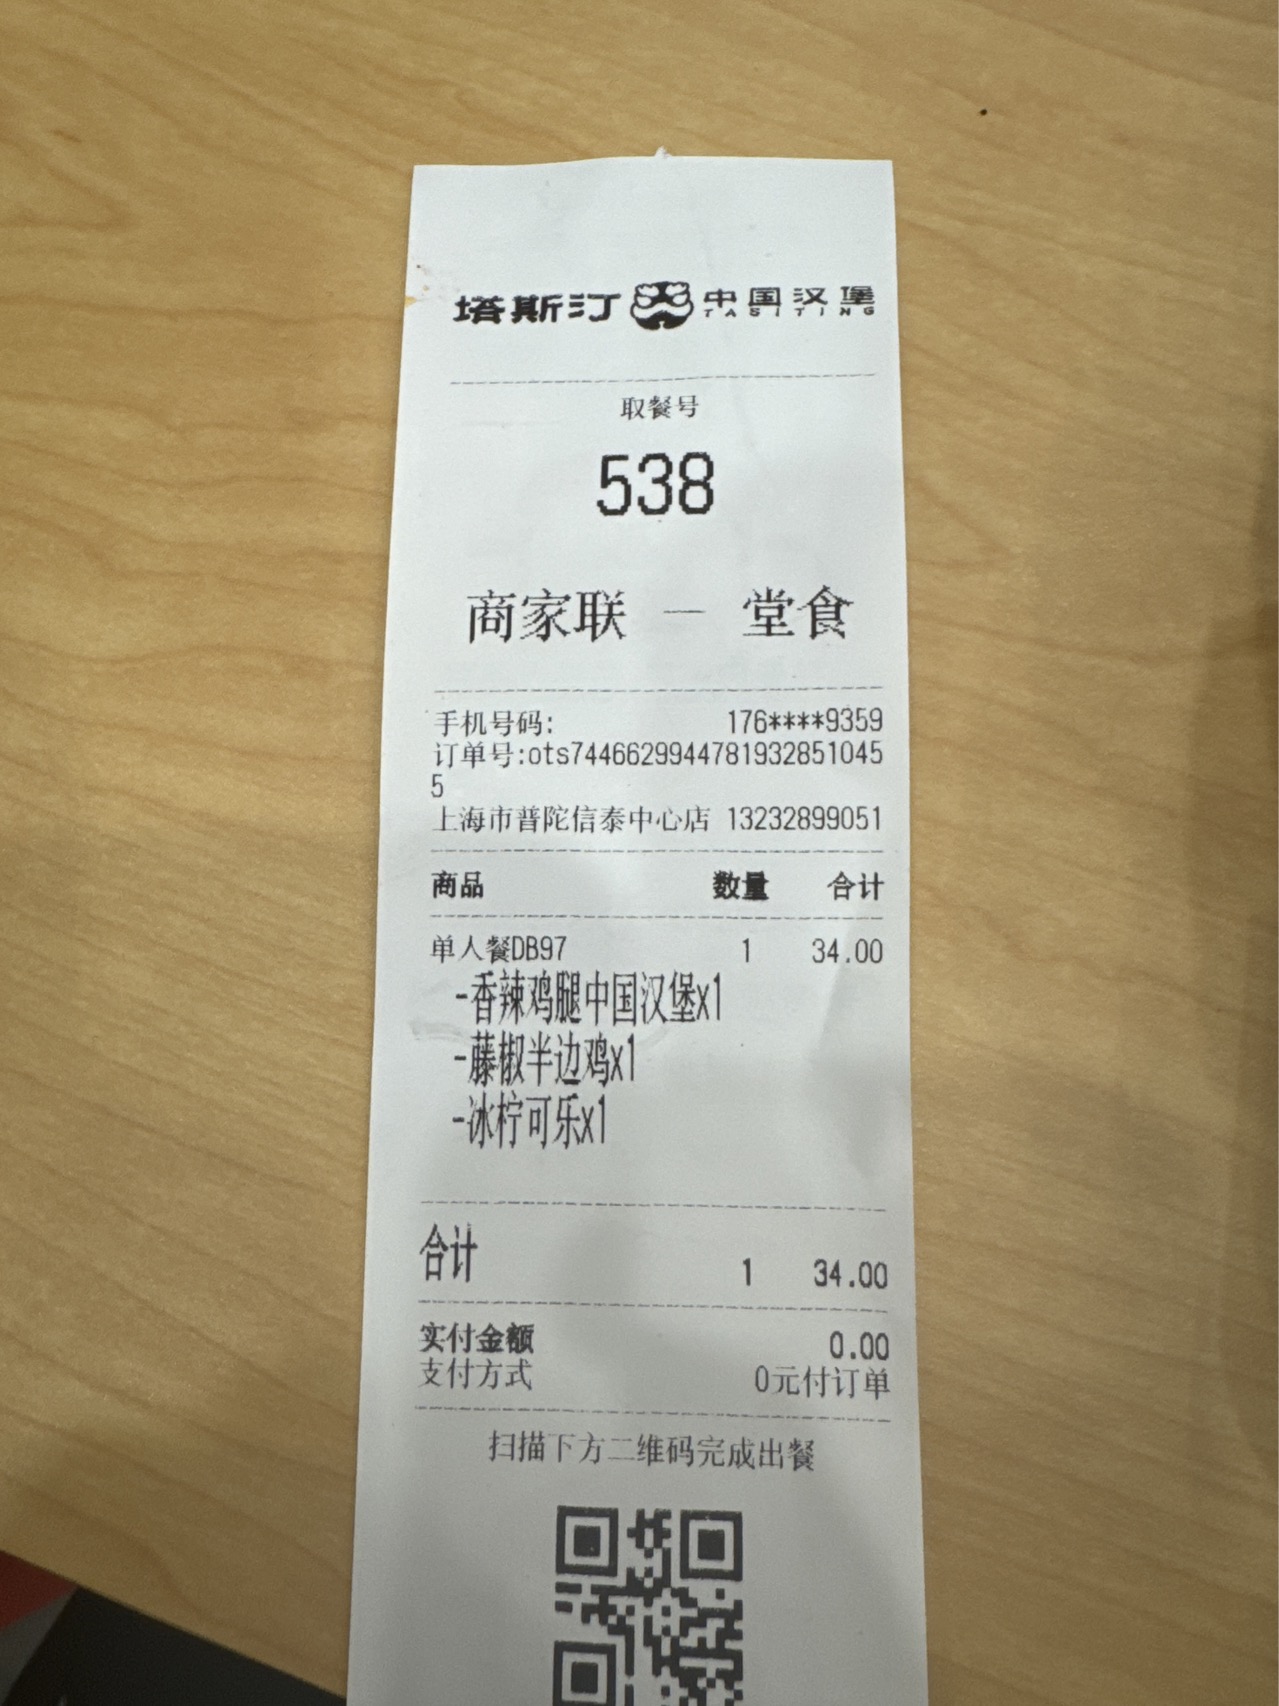 塔斯汀 中国汉堡
TASITING
取餐号
538
商家联 — 堂食
手机号码: 176****9359
订单号:ots7446629944781932851045
5
上海市普陀信泰中心店 13232899051
商品 数量 合计
单人餐DB97 1 34.00
-香辣鸡腿中国汉堡x1
-藤椒半边鸡x1
-冰柠可乐x1
合计 1 34.00
实付金额 0.00
支付方式 0元付订单
扫描下方二维码完成出餐